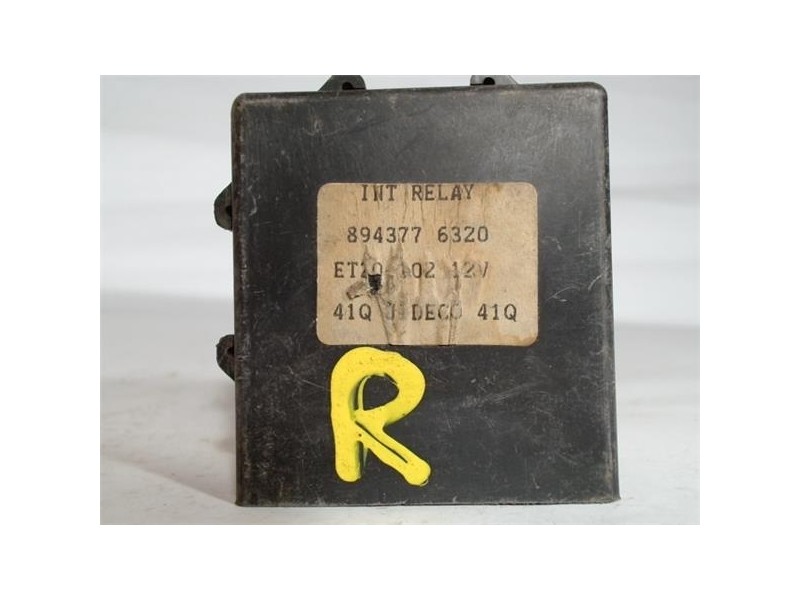 INT RELAY
894377 6320
12V
41Q DECO 41Q
R